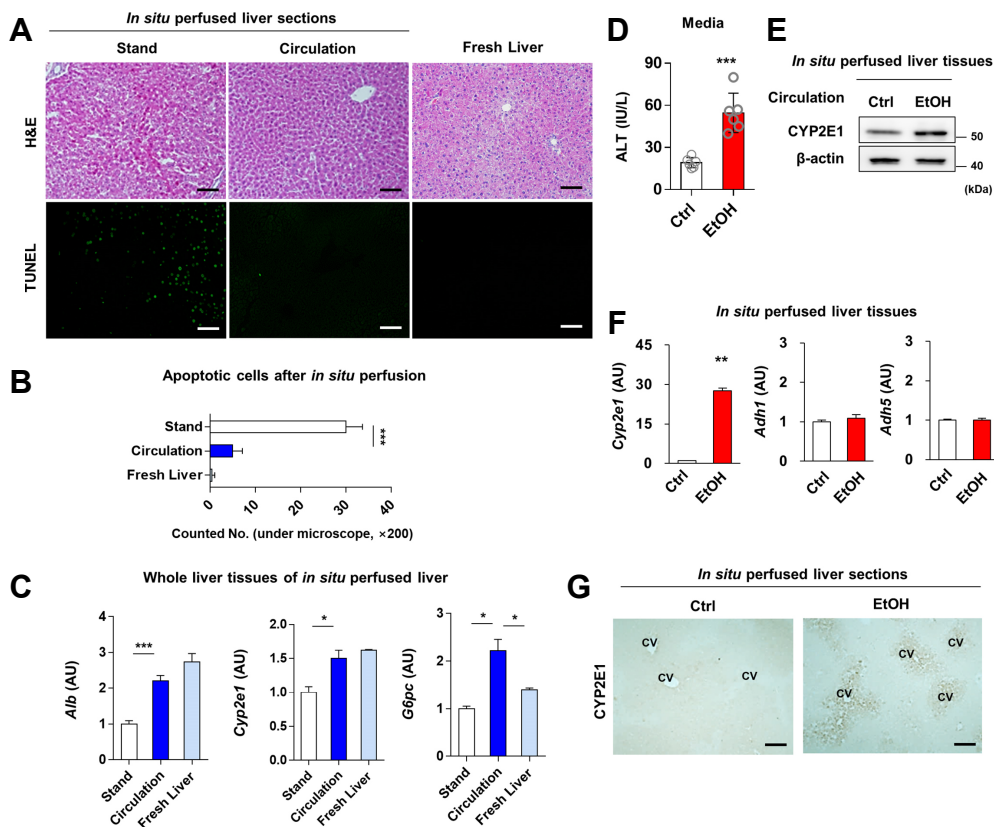 A
In situ perfused liver sections
Stand
Circulation
Fresh Liver
H&E
TUNEL
B
Apoptotic cells after in situ perfusion
Stand
Circulation
Fresh Liver
***
0
10
20
30
40
Counted No. (under microscope, ×200)
C
Whole liver tissues of in situ perfused liver
Alb (AU)
4
3
2
1
0
***
Stand
Circulation
Fresh Liver
Cyp2e1 (AU)
2.0
1.5
1.0
0.5
0.0
*
Stand
Circulation
Fresh Liver
G6pc (AU)
3
2
1
0
*
*
Stand
Circulation
Fresh Liver
D
Media
ALT (IU/L)
90
60
30
0
***
Ctrl
EtOH
E
In situ perfused liver tissues
Circulation
Ctrl
EtOH
CYP2E1
50
β-actin
40
(kDa)
F
In situ perfused liver tissues
Cyp2e1 (AU)
45
30
15
0
**
Ctrl
EtOH
Adh1 (AU)
3
2
1
0
Ctrl
EtOH
Adh5 (AU)
3
2
1
0
Ctrl
EtOH
G
In situ perfused liver sections
Ctrl
EtOH
CYP2E1
CV
CV
CV
CV
CV
CV
CV